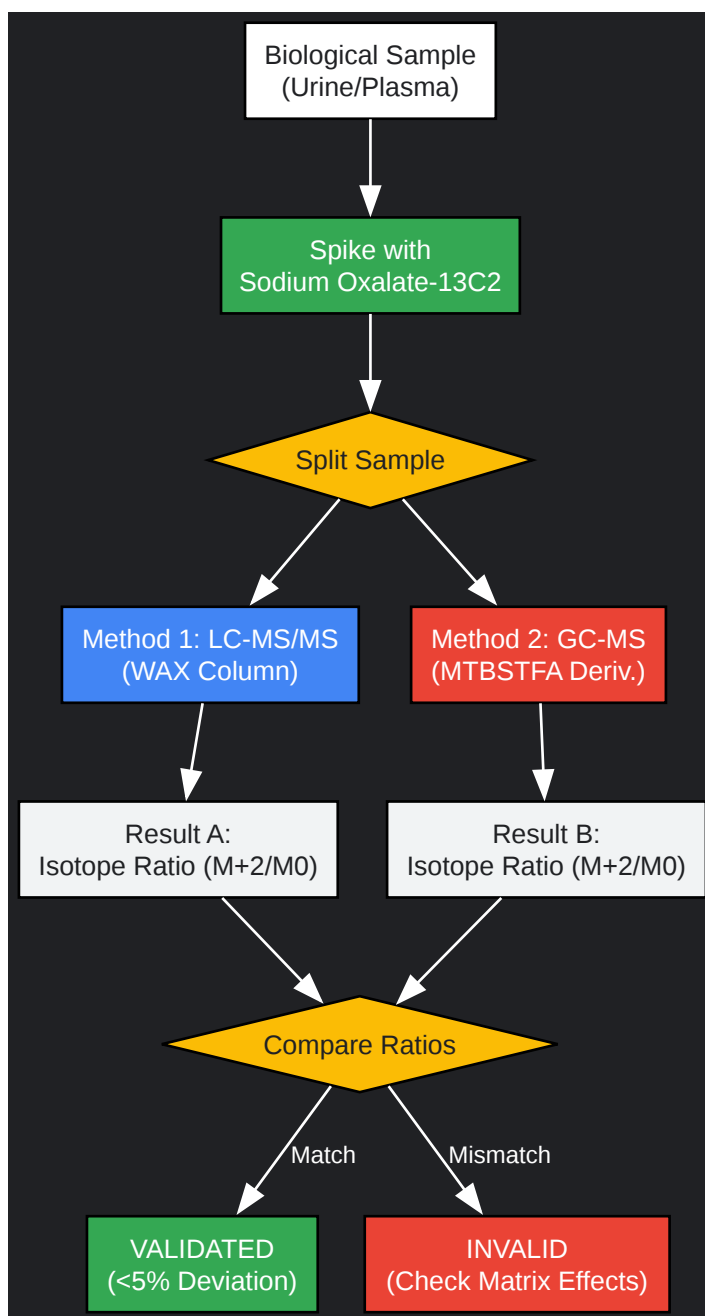 Biological Sample
(Urine/Plasma)
Spike with
Sodium Oxalate-13C2
Split Sample
Method 1: LC-MS/MS
(WAX Column)
Method 2: GC-MS
(MTBSTFA Deriv.)
Result A:
Isotope Ratio (M+2/M0)
Result B:
Isotope Ratio (M+2/M0)
Compare Ratios
Match
Mismatch
VALIDATED
(<5% Deviation)
INVALID
(Check Matrix Effects)